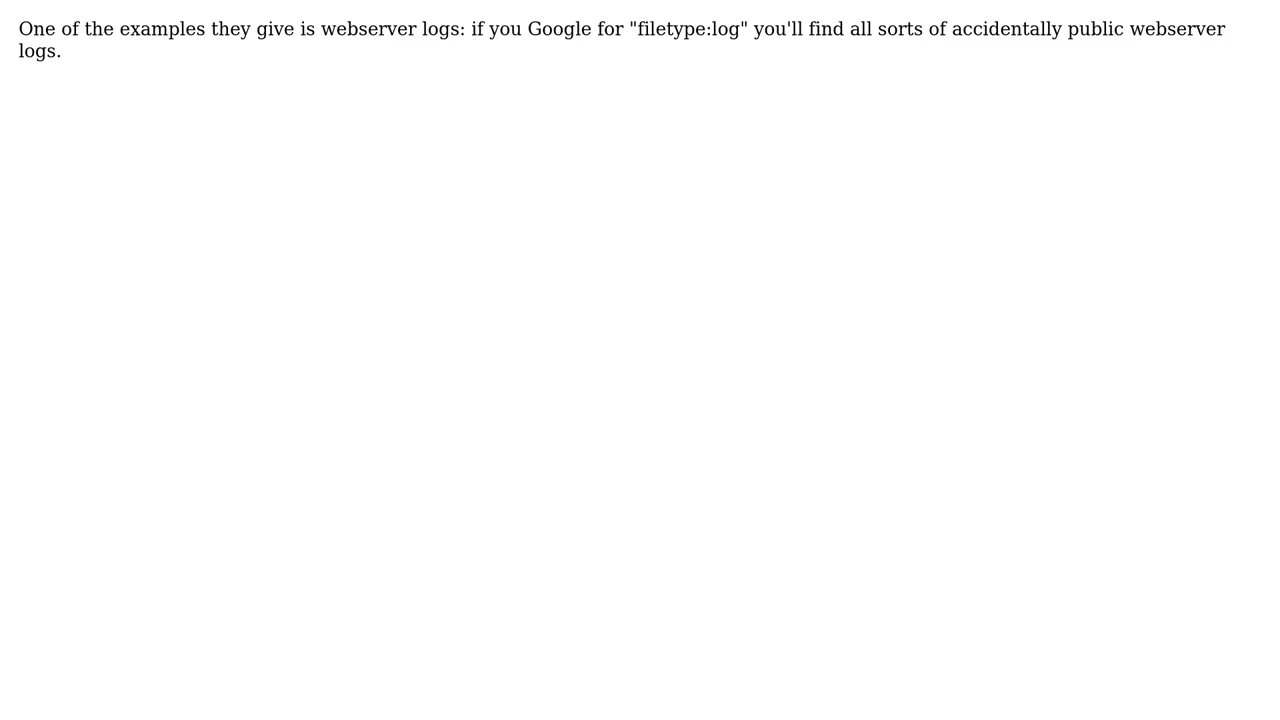 One of the examples they give is webserver logs: if you Google for "filetype:log" you'll find all sorts of accidentally public webserver
logs.